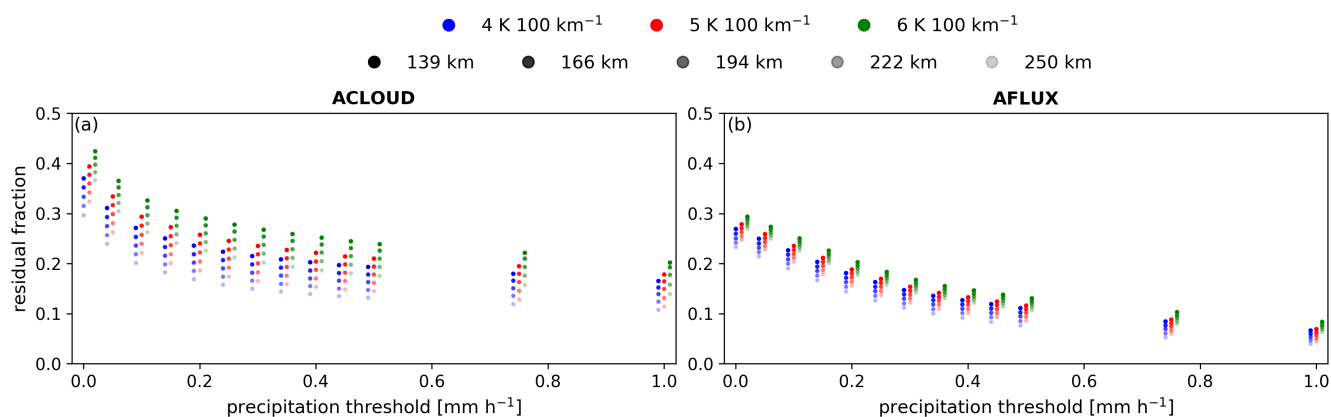 4 K 100 km⁻¹ 5 K 100 km⁻¹ 6 K 100 km⁻¹
139 km 166 km 194 km 222 km 250 km
ACLOUD
(a)
0.5
0.4
0.3
0.2
0.1
0.0
residual fraction
0.0 0.2 0.4 0.6 0.8 1.0
precipitation threshold [mm h⁻¹]
AFLUX
(b)
0.5
0.4
0.3
0.2
0.1
0.0
0.0 0.2 0.4 0.6 0.8 1.0
precipitation threshold [mm h⁻¹]